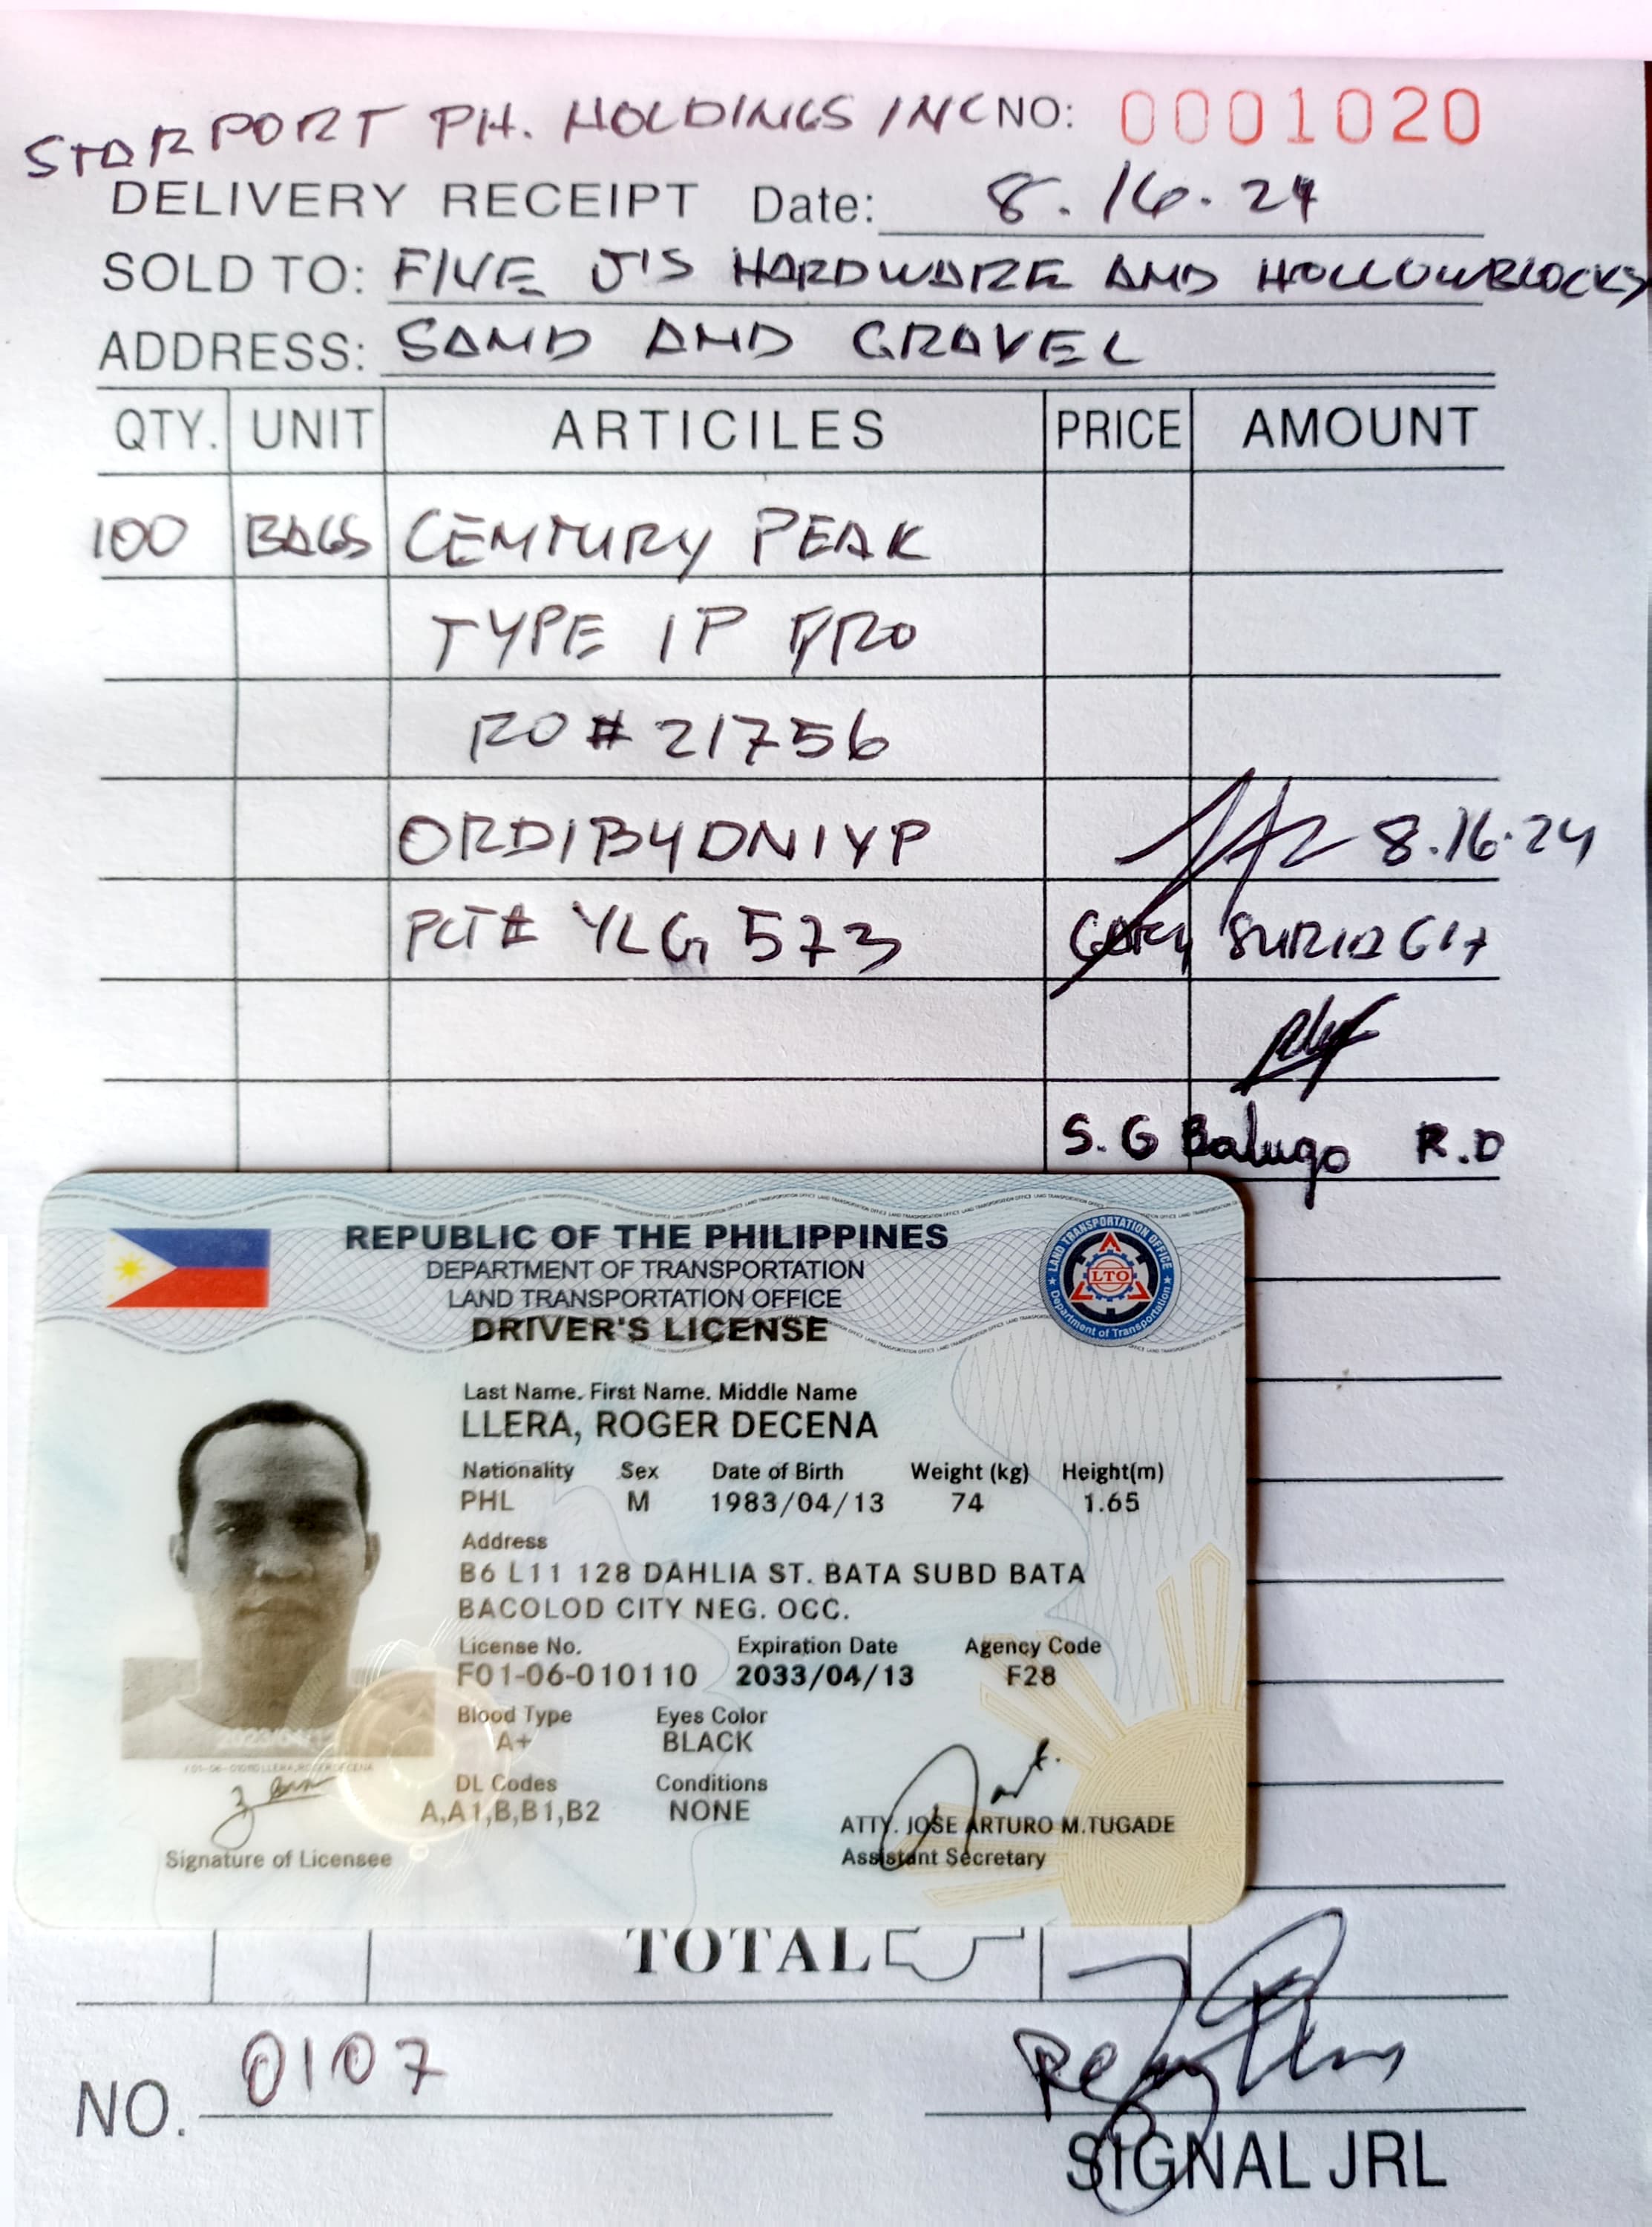 STARPORT PH. HOLDINGS INC NO: 0001020
DELIVERY RECEIPT Date: 8.16.24
SOLD TO: FIVE J'S HARDWARE AND HOLLOWBLOCKS
ADDRESS: SAND AND GRAVEL
QTY. UNIT ARTICILES PRICE AMOUNT
100 BAGS CENTURY PEAK
TYPE 1P PRO
RO # 21756
ORD1B4DN1YP
8.16.24
PLT# YLG 573
GARY
S.G Balugo R.D
REPUBLIC OF THE PHILIPPINES
DEPARTMENT OF TRANSPORTATION
LAND TRANSPORTATION OFFICE
DRIVER'S LICENSE
LAND TRANSPORTATION OFFICE
LTO
Department of Transportation
Last Name, First Name, Middle Name
LLERA, ROGER DECENA
Nationality Sex Date of Birth Weight (kg) Height(m)
PHL M 1983/04/13 74 1.65
Address
B6 L11 128 DAHLIA ST. BATA SUBD BATA
BACOLOD CITY NEG. OCC.
License No. Expiration Date Agency Code
F01-06-010110 2033/04/13 F28
Blood Type Eyes Color
A+ BLACK
DL Codes Conditions
A,A1,B,B1,B2 NONE
ATTY. JOSE ARTURO M.TUGADE
Assistant Secretary
Signature of Licensee
TOTAL
NO. 0107
SIGNAL JRL